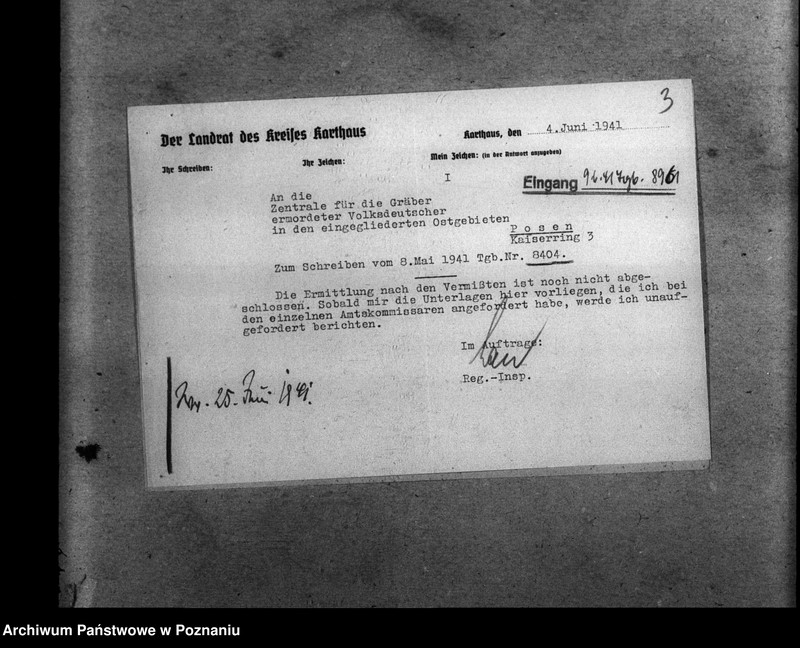 3
Der Landrat des Kreises Karthaus
Karthaus, den 4. Juni 1941
Ihr Schreiben: Ihr Zeichen: Mein Zeichen: (in der Antwort anzugeben)
I
Eingang
An die
Zentrale für die Gräber
ermordeter Volksdeutscher
in den eingegliederten Ostgebieten
P o s e n
Kaiserring 3
Zum Schreiben vom 8.Mai 1941 Tgb.Nr. 8404.
Die Ermittlung nach den Vermißten ist noch nicht abge-
schlossen. Sobald mir die Unterlagen hier vorliegen, die ich bei
den einzelnen Amtskommissaren angefordert habe, werde ich unauf-
gefordert berichten.
Im Auftrage:
Reg.-Insp.
25. Juni 1941.
Archiwum Państwowe w Poznaniu